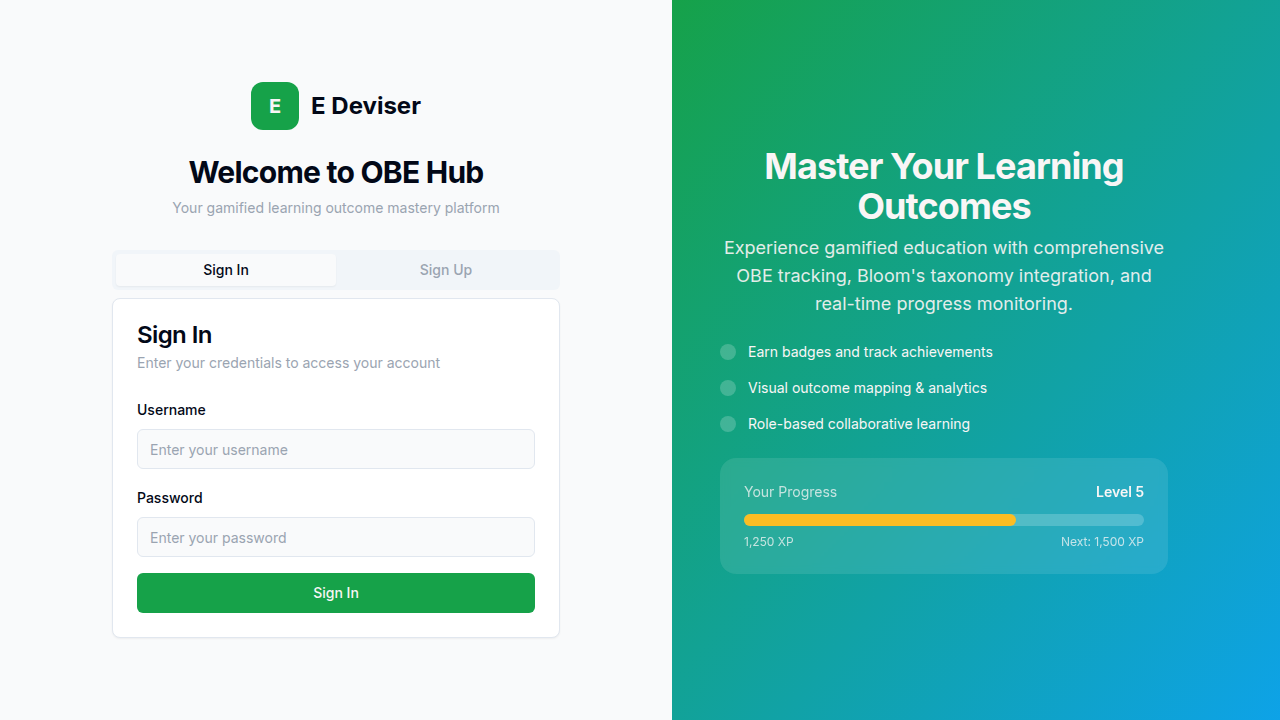 E
E Deviser
Welcome to OBE Hub
Your gamified learning outcome mastery platform
Sign In
Sign Up
Sign In
Enter your credentials to access your account
Username
Enter your username
Password
Enter your password
Sign In
Master Your Learning
Outcomes
Experience gamified education with comprehensive
OBE tracking, Bloom's taxonomy integration, and
real-time progress monitoring.
Earn badges and track achievements
Visual outcome mapping & analytics
Role-based collaborative learning
Your Progress
Level 5
1,250 XP
Next: 1,500 XP